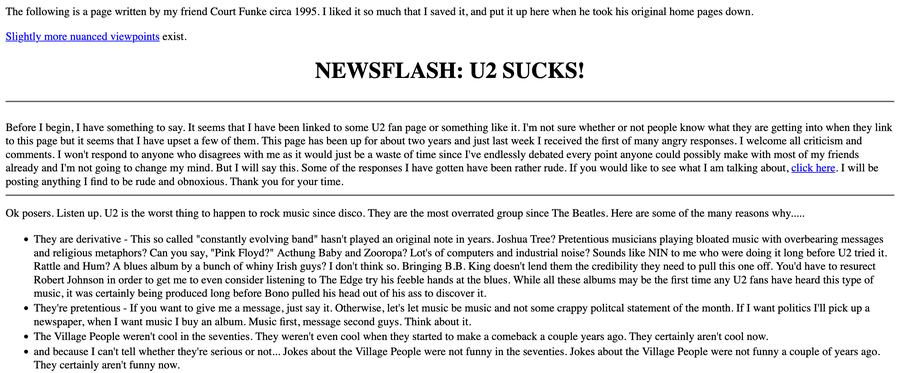 The following is a page written by my friend Court Funke circa 1995. I liked it so much that I saved it, and put it up here when he took his original home pages down.
Slightly more nuanced viewpoints exist.
NEWSFLASH: U2 SUCKS!
Before I begin, I have something to say. It seems that I have been linked to some U2 fan page or something like it. I'm not sure whether or not people know what they are getting into when they link
to this page but it seems that I have upset a few of them. This page has been up for about two years and just last week I received the first of many angry responses. I welcome all criticism and
comments. I won't respond to anyone who disagrees with me as it would just be a waste of time since I've endlessly debated every point anyone could possibly make with most of my friends
already and I'm not going to change my mind. But I will say this. Some of the responses I have gotten have been rather rude. If you would like to see what I am talking about, click here. I will be
posting anything I find to be rude and obnoxious. Thank you for your time.
Ok posers. Listen up. U2 is the worst thing to happen to rock music since disco. They are the most overrated group since The Beatles. Here are some of the many reasons why.....
• They are derivative - This so called "constantly evolving band" hasn't played an original note in years. Joshua Tree? Pretentious musicians playing bloated music with overbearing messages
and religious metaphors? Can you say, "Pink Floyd?" Acthung Baby and Zooropa? Lot's of computers and industrial noise? Sounds like NIN to me who were doing it long before U2 tried it.
Rattle and Hum? A blues album by a bunch of whiny Irish guys? I don't think so. Bringing B.B. King doesn't lend them the credibility they need to pull this one off. You'd have to resurect
Robert Johnson in order to get me to even consider listening to The Edge try his feeble hands at the blues. While all these albums may be the first time any U2 fans have heard this type of
music, it was certainly being produced long before Bono pulled his head out of his ass to discover it.
• They're pretentious - If you want to give me a message, just say it. Otherwise, let's let music be music and not some crappy politcal statement of the month. If I want politics I'll pick up a
newspaper, when I want music I buy an album. Music first, message second guys. Think about it.
• The Village People weren't cool in the seventies. They weren't even cool when they started to make a comeback a couple years ago. They certainly aren't cool now.
• and because I can't tell whether they're serious or not... Jokes about the Village People were not funny in the seventies. Jokes about the Village People were not funny a couple of years ago.
They certainly aren't funny now.